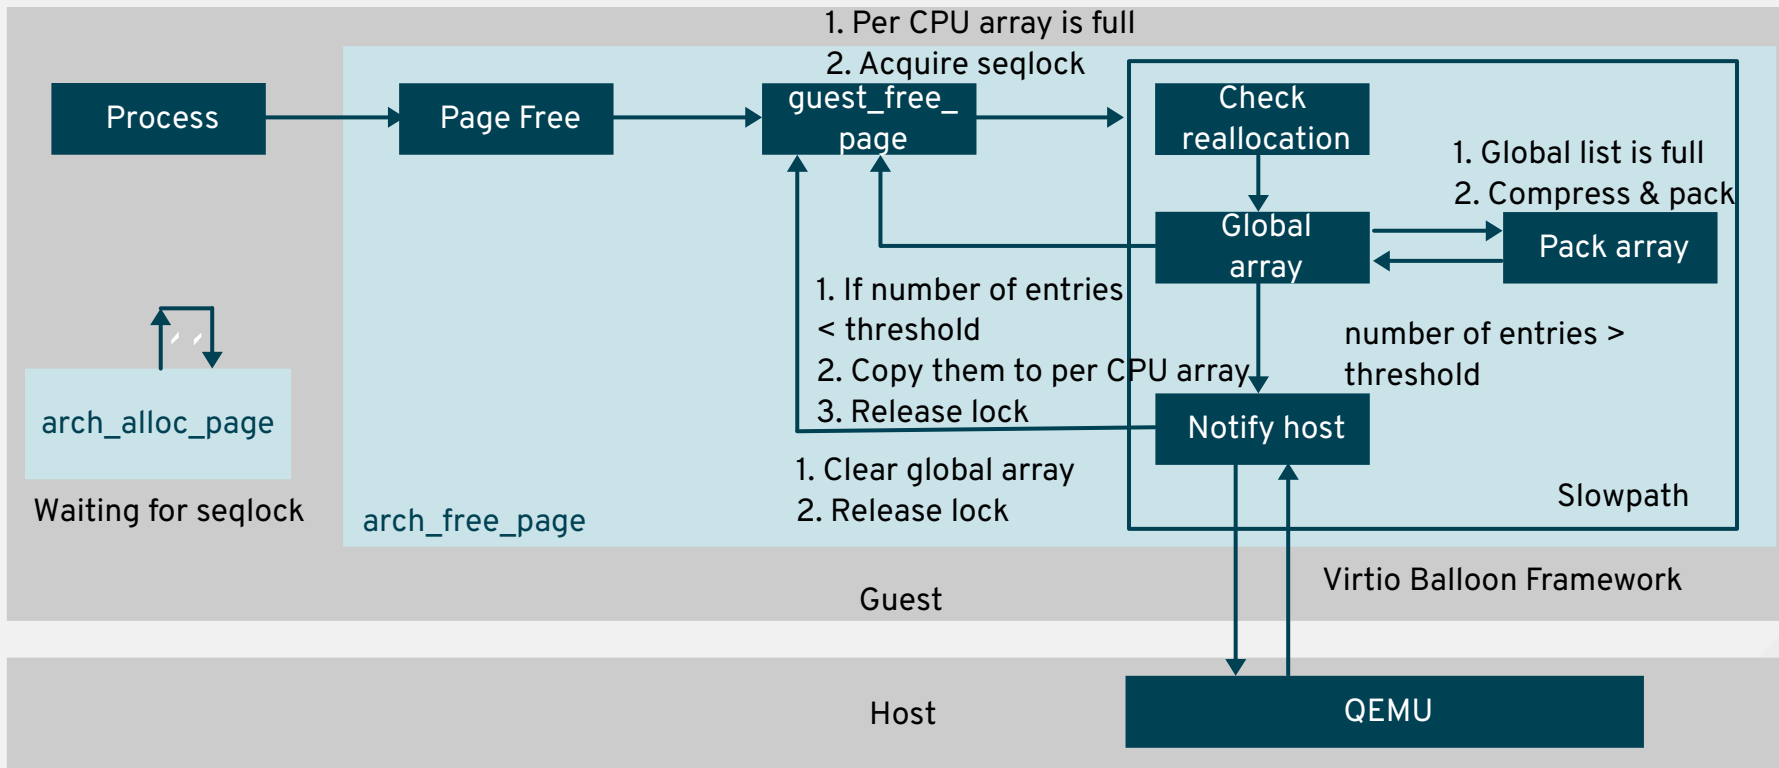 1. Per CPU array is full
2. Acquire seqlock
Process
Page Free
guest_free_
page
Check
reallocation
1. Global list is full
2. Compress & pack
Global
array
Pack array
1. If number of entries
< threshold
2. Copy them to per CPU array
3. Release lock
number of entries >
threshold
arch_alloc_page
Notify host
1. Clear global array
2. Release lock
Waiting for seqlock
arch_free_page
Slowpath
Virtio Balloon Framework
Guest
Host
QEMU